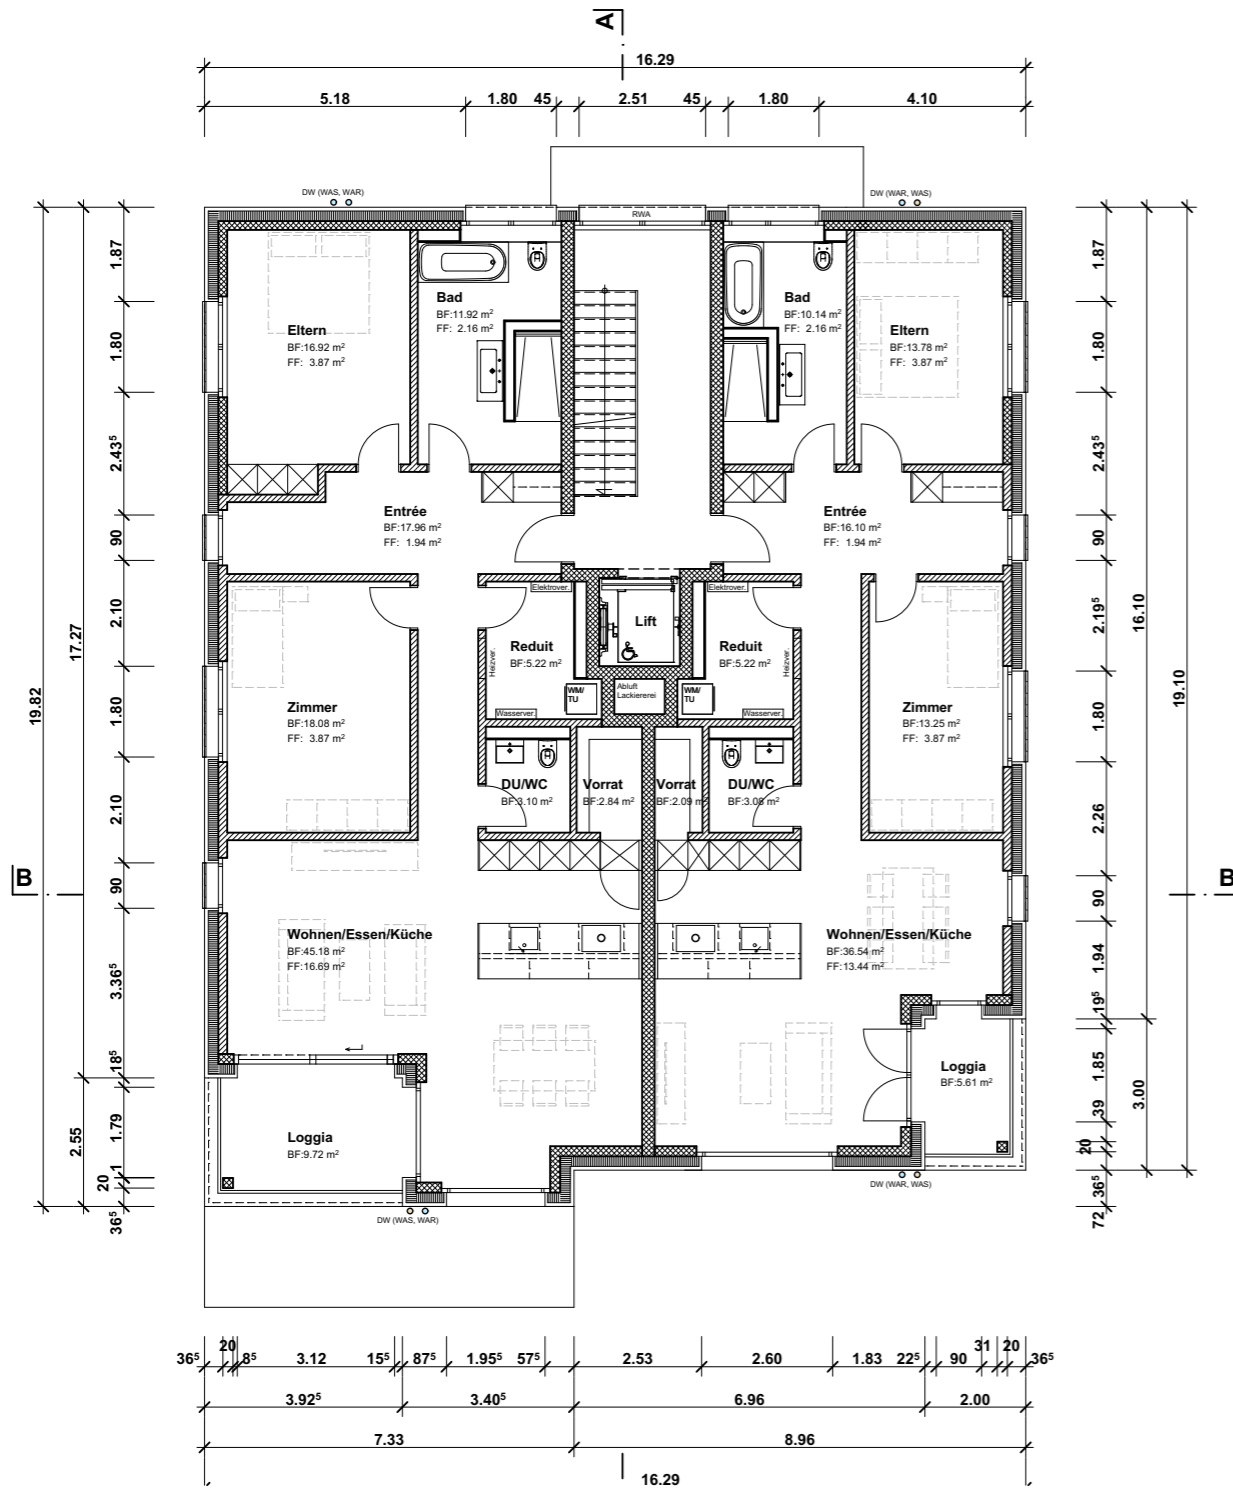 A
16.29
5.18 1.80 45 2.51 45 1.80 4.10
DW (WAS, WAR)
DW (WAR, WAS)
RWA
Bad
BF:11.92 m²
FF: 2.16 m²
Bad
BF:10.14 m²
FF: 2.16 m²
Eltern
BF:16.92 m²
FF: 3.87 m²
Eltern
BF:13.78 m²
FF: 3.87 m²
Entrée
BF:17.96 m²
FF: 1.94 m²
Entrée
BF:16.10 m²
FF: 1.94 m²
Elektrover.
Elektrover.
Lift
Reduit
BF:5.22 m²
Reduit
BF:5.22 m²
Heizver.
Heizver.
WM/
TU
Abluft
Lackiererei
WM/
TU
Wasserver.
Wasserver.
Zimmer
BF:18.08 m²
FF: 3.87 m²
Zimmer
BF:13.25 m²
FF: 3.87 m²
DU/WC
BF:3.10 m²
Vorrat
BF:2.84 m²
Vorrat
BF:2.09 m²
DU/WC
BF:3.08 m²
B
B
Wohnen/Essen/Küche
BF:45.18 m²
FF:16.69 m²
Wohnen/Essen/Küche
BF:36.54 m²
FF:13.44 m²
Loggia
BF:5.61 m²
Loggia
BF:9.72 m²
DW (WAR, WAS)
DW (WAS, WAR)
19.82
17.27
2.55
1.87
1.80
2.43⁵
90
2.10
1.80
2.10
90
3.36⁵
18⁵
1.79
1
20
36⁵
1.87
1.80
2.43⁵
90
2.19⁵
1.80
2.26
90
1.94
19⁵
1.85
39
20
36⁵
72
16.10
3.00
19.10
36⁵ 20 8⁵ 3.12 15⁵ 87⁵ 1.95⁵ 57⁵ 2.53 2.60 1.83 22⁵ 90 31 20 36⁵
3.92⁵ 3.40⁵ 6.96 2.00
7.33 8.96
16.29